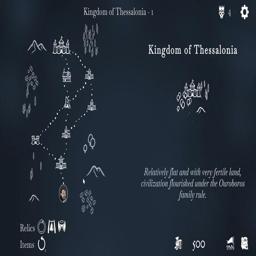 Kingdom of Thessalonia - 1
4
Kingdom of Thessalonia
Relatively flat and with very fertile land,
civilization flourished under the Ouroboros
family rule.
Relics
Items
500